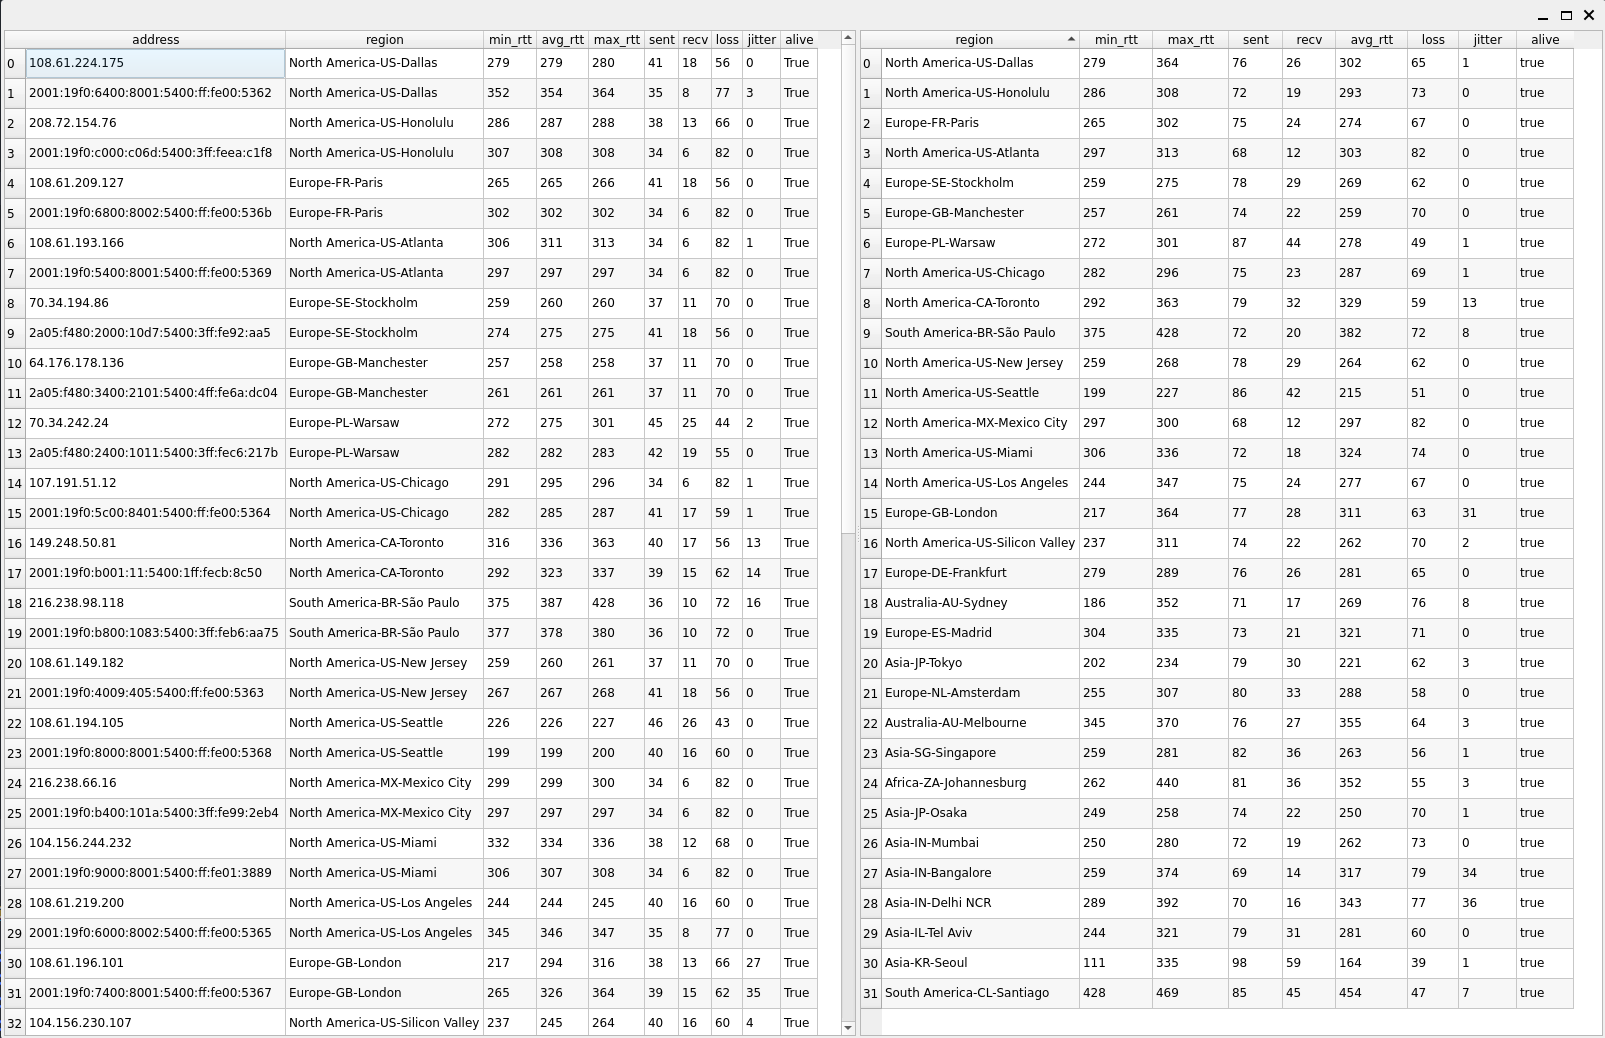 address region min_rtt avg_rtt max_rtt sent recv loss jitter alive
0 108.61.224.175 North America-US-Dallas 279 279 280 41 18 56 0 True
1 2001:19f0:6400:8001:5400:ff:fe00:5362 North America-US-Dallas 352 354 364 35 8 77 3 True
2 208.72.154.76 North America-US-Honolulu 286 287 288 38 13 66 0 True
3 2001:19f0:c000:c06d:5400:3ff:feea:c1f8 North America-US-Honolulu 307 308 308 34 6 82 0 True
4 108.61.209.127 Europe-FR-Paris 265 265 266 41 18 56 0 True
5 2001:19f0:6800:8002:5400:ff:fe00:536b Europe-FR-Paris 302 302 302 34 6 82 0 True
6 108.61.193.166 North America-US-Atlanta 306 311 313 34 6 82 1 True
7 2001:19f0:5400:8001:5400:ff:fe00:5369 North America-US-Atlanta 297 297 297 34 6 82 0 True
8 70.34.194.86 Europe-SE-Stockholm 259 260 260 37 11 70 0 True
9 2a05:f480:2000:10d7:5400:3ff:fe92:aa5 Europe-SE-Stockholm 274 275 275 41 18 56 0 True
10 64.176.178.136 Europe-GB-Manchester 257 258 258 37 11 70 0 True
11 2a05:f480:3400:2101:5400:4ff:fe6a:dc04 Europe-GB-Manchester 261 261 261 37 11 70 0 True
12 70.34.242.24 Europe-PL-Warsaw 272 275 301 45 25 44 2 True
13 2a05:f480:2400:1011:5400:3ff:fec6:217b Europe-PL-Warsaw 282 282 283 42 19 55 0 True
14 107.191.51.12 North America-US-Chicago 291 295 296 34 6 82 1 True
15 2001:19f0:5c00:8401:5400:ff:fe00:5364 North America-US-Chicago 282 285 287 41 17 59 1 True
16 149.248.50.81 North America-CA-Toronto 316 336 363 40 17 56 13 True
17 2001:19f0:b001:11:5400:1ff:fecb:8c50 North America-CA-Toronto 292 323 337 39 15 62 14 True
18 216.238.98.118 South America-BR-São Paulo 375 387 428 36 10 72 16 True
19 2001:19f0:b800:1083:5400:3ff:feb6:aa75 South America-BR-São Paulo 377 378 380 36 10 72 0 True
20 108.61.149.182 North America-US-New Jersey 259 260 261 37 11 70 0 True
21 2001:19f0:4009:405:5400:ff:fe00:5363 North America-US-New Jersey 267 267 268 41 18 56 0 True
22 108.61.194.105 North America-US-Seattle 226 226 227 46 26 43 0 True
23 2001:19f0:8000:8001:5400:ff:fe00:5368 North America-US-Seattle 199 199 200 40 16 60 0 True
24 216.238.66.16 North America-MX-Mexico City 299 299 300 34 6 82 0 True
25 2001:19f0:b400:101a:5400:3ff:fe99:2eb4 North America-MX-Mexico City 297 297 297 34 6 82 0 True
26 104.156.244.232 North America-US-Miami 332 334 336 38 12 68 0 True
27 2001:19f0:9000:8001:5400:ff:fe01:3889 North America-US-Miami 306 307 308 34 6 82 0 True
28 108.61.219.200 North America-US-Los Angeles 244 244 245 40 16 60 0 True
29 2001:19f0:6000:8002:5400:ff:fe00:5365 North America-US-Los Angeles 345 346 347 35 8 77 0 True
30 108.61.196.101 Europe-GB-London 217 294 316 38 13 66 27 True
31 2001:19f0:7400:8001:5400:ff:fe00:5367 Europe-GB-London 265 326 364 39 15 62 35 True
32 104.156.230.107 North America-US-Silicon Valley 237 245 264 40 16 60 4 True
region min_rtt max_rtt sent recv avg_rtt loss jitter alive
0 North America-US-Dallas 279 364 76 26 302 65 1 true
1 North America-US-Honolulu 286 308 72 19 293 73 0 true
2 Europe-FR-Paris 265 302 75 24 274 67 0 true
3 North America-US-Atlanta 297 313 68 12 303 82 0 true
4 Europe-SE-Stockholm 259 275 78 29 269 62 0 true
5 Europe-GB-Manchester 257 261 74 22 259 70 0 true
6 Europe-PL-Warsaw 272 301 87 44 278 49 1 true
7 North America-US-Chicago 282 296 75 23 287 69 1 true
8 North America-CA-Toronto 292 363 79 32 329 59 13 true
9 South America-BR-São Paulo 375 428 72 20 382 72 8 true
10 North America-US-New Jersey 259 268 78 29 264 62 0 true
11 North America-US-Seattle 199 227 86 42 215 51 0 true
12 North America-MX-Mexico City 297 300 68 12 297 82 0 true
13 North America-US-Miami 306 336 72 18 324 74 0 true
14 North America-US-Los Angeles 244 347 75 24 277 67 0 true
15 Europe-GB-London 217 364 77 28 311 63 31 true
16 North America-US-Silicon Valley 237 311 74 22 262 70 2 true
17 Europe-DE-Frankfurt 279 289 76 26 281 65 0 true
18 Australia-AU-Sydney 186 352 71 17 269 76 8 true
19 Europe-ES-Madrid 304 335 73 21 321 71 0 true
20 Asia-JP-Tokyo 202 234 79 30 221 62 3 true
21 Europe-NL-Amsterdam 255 307 80 33 288 58 0 true
22 Australia-AU-Melbourne 345 370 76 27 355 64 3 true
23 Asia-SG-Singapore 259 281 82 36 263 56 1 true
24 Africa-ZA-Johannesburg 262 440 81 36 352 55 3 true
25 Asia-JP-Osaka 249 258 74 22 250 70 1 true
26 Asia-IN-Mumbai 250 280 72 19 262 73 0 true
27 Asia-IN-Bangalore 259 374 69 14 317 79 34 true
28 Asia-IN-Delhi NCR 289 392 70 16 343 77 36 true
29 Asia-IL-Tel Aviv 244 321 79 31 281 60 0 true
30 Asia-KR-Seoul 111 335 98 59 164 39 1 true
31 South America-CL-Santiago 428 469 85 45 454 47 7 true